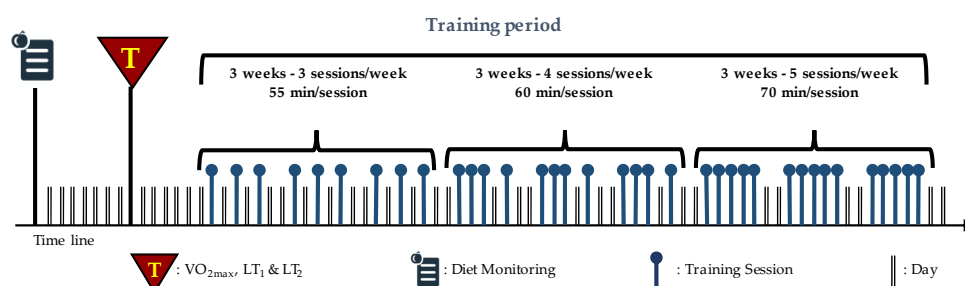 Training period
T
3 weeks - 3 sessions/week
55 min/session
3 weeks - 4 sessions/week
60 min/session
3 weeks - 5 sessions/week
70 min/session
Time line
T : VO₂max, LT₁ & LT₂
: Diet Monitoring
: Training Session
: Day